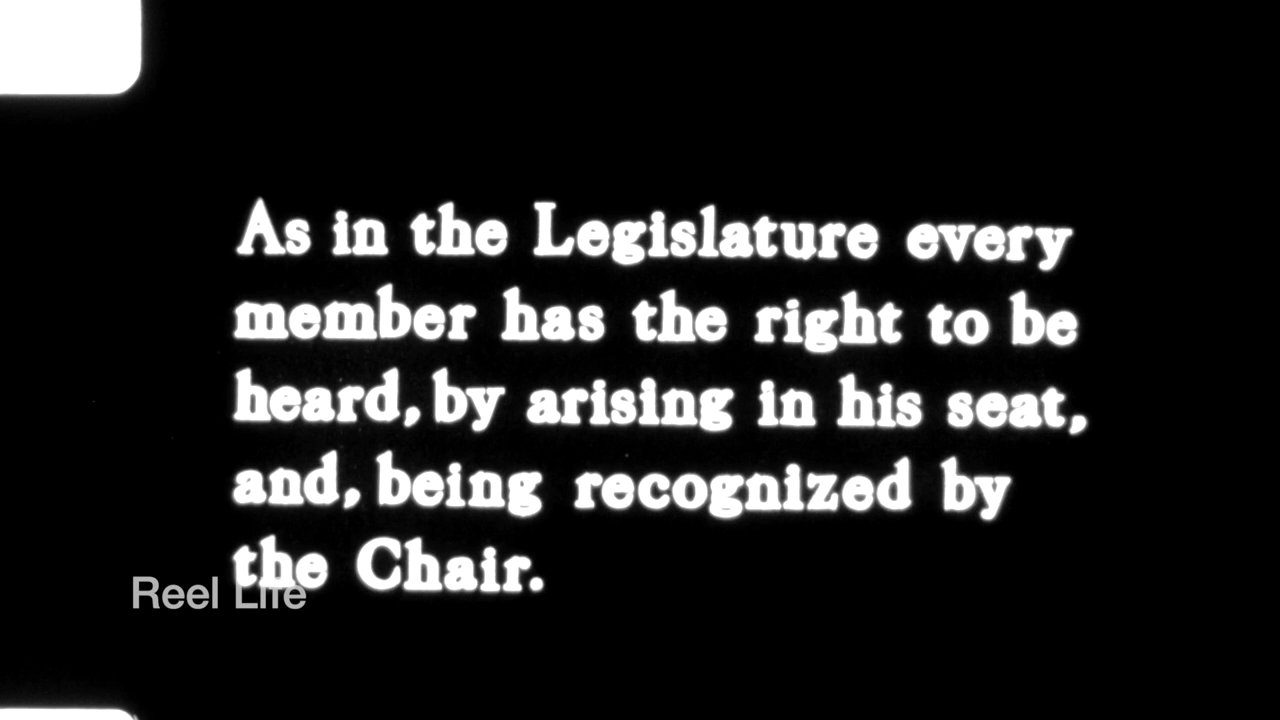 As in the Legislature every
member has the right to be
heard, by arising in his seat,
and, being recognized by
the Chair.
Reel Life